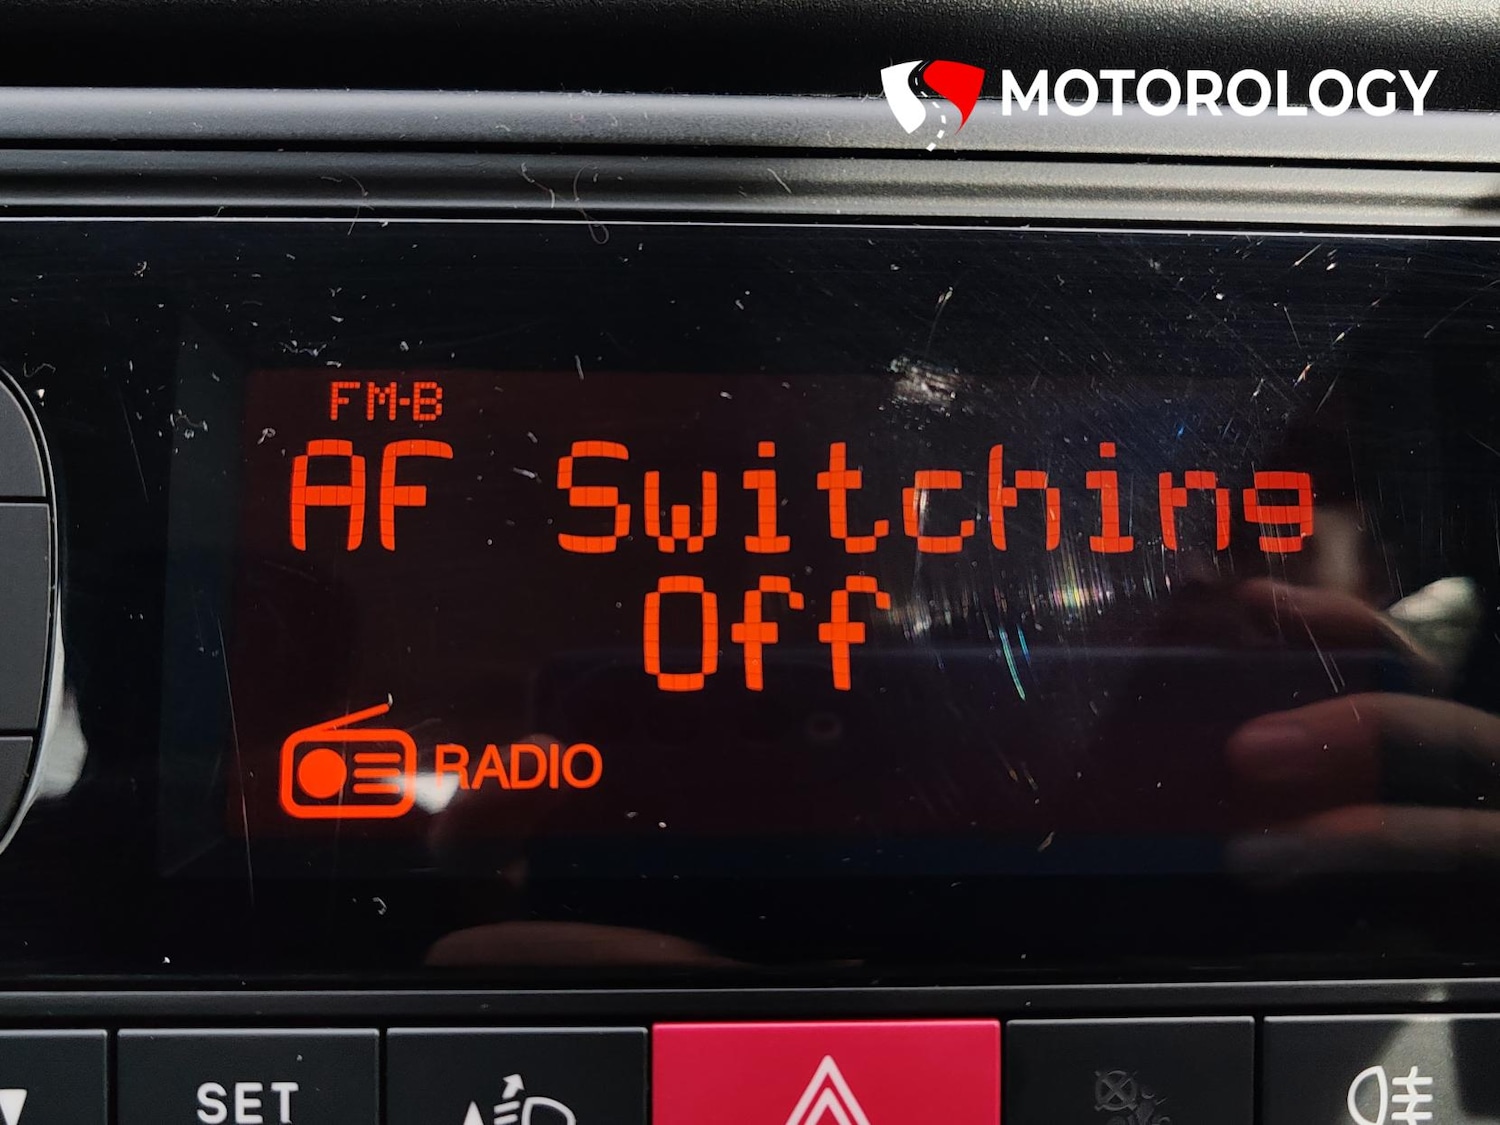 MOTOROLOGY
FM-B
AF Switching
Off
RADIO
SET